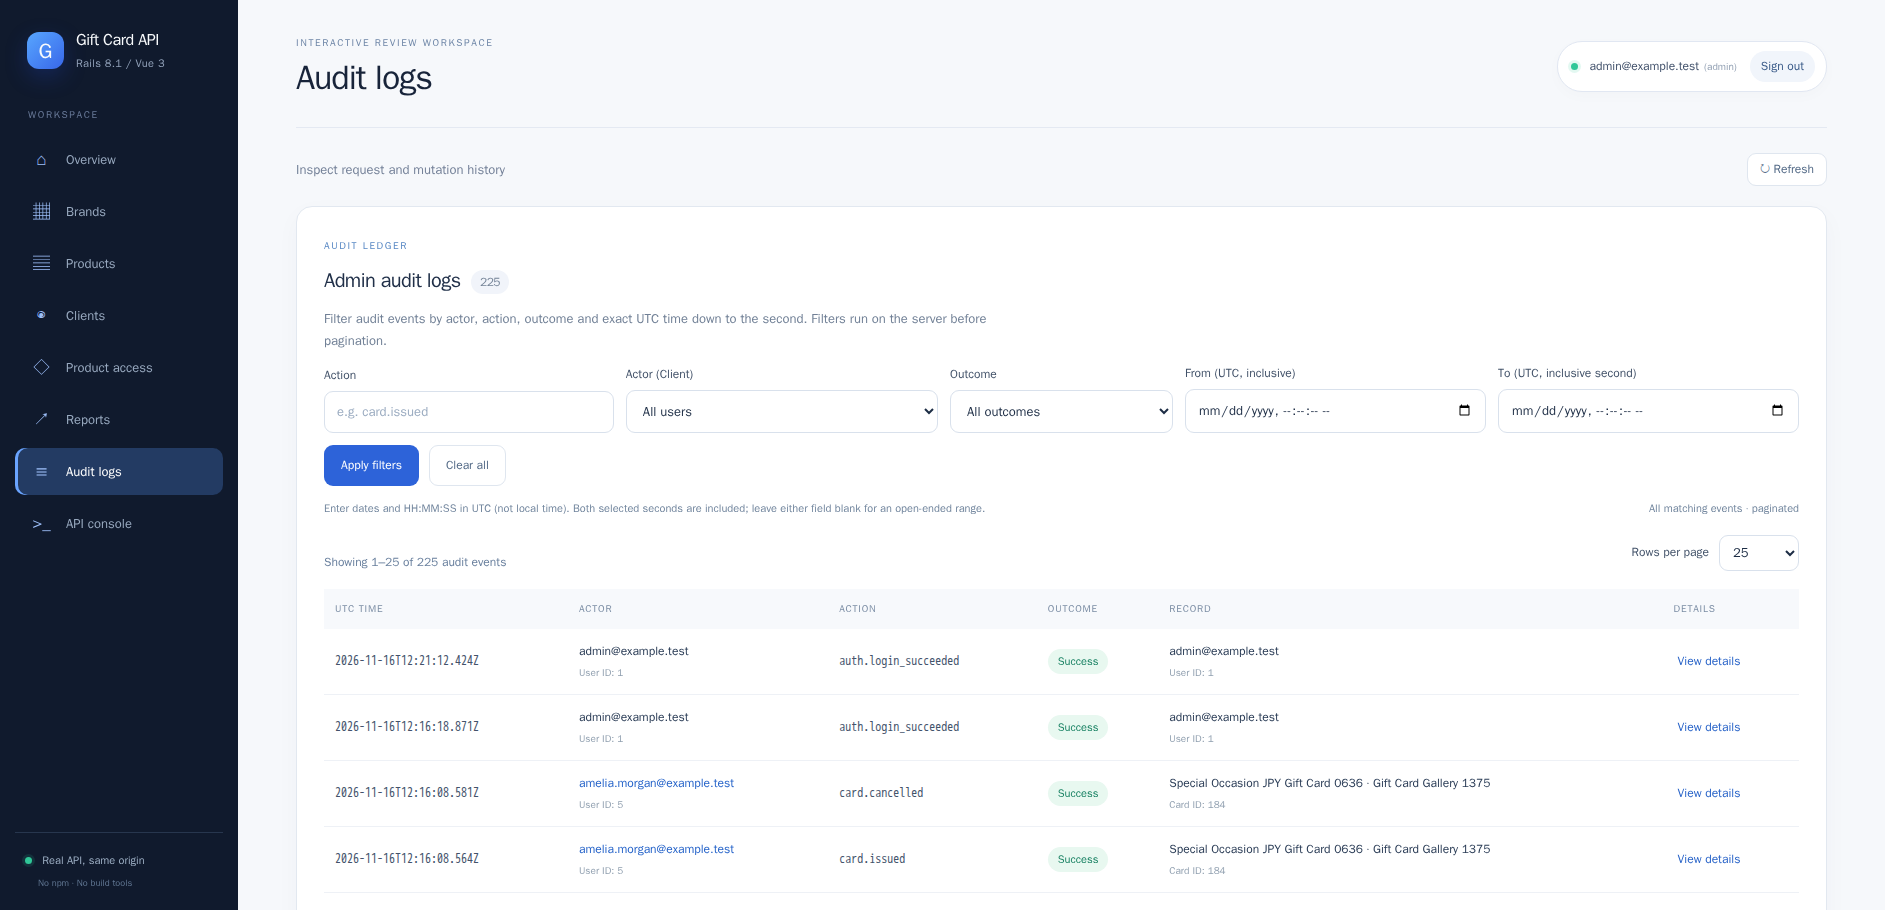 G
Gift Card API
Rails 8.1 / Vue 3
WORKSPACE
Overview
Brands
Products
Clients
Product access
Reports
Audit logs
>_ API console
Real API, same origin
No npm · No build tools
INTERACTIVE REVIEW WORKSPACE
Audit logs
admin@example.test (admin) Sign out
Inspect request and mutation history
Refresh
AUDIT LEDGER
Admin audit logs 225
Filter audit events by actor, action, outcome and exact UTC time down to the second. Filters run on the server before
pagination.
Action Actor (Client) Outcome From (UTC, inclusive) To (UTC, inclusive second)
e.g. card.issued All users All outcomes mm/dd/yyyy, --:--:-- -- mm/dd/yyyy, --:--:-- --
Apply filters Clear all
Enter dates and HH:MM:SS in UTC (not local time). Both selected seconds are included; leave either field blank for an open-ended range. All matching events · paginated
Showing 1–25 of 225 audit events Rows per page 25
UTC TIME ACTOR ACTION OUTCOME RECORD DETAILS
2026-11-16T12:21:12.424Z admin@example.test auth.login_succeeded Success admin@example.test View details
User ID: 1 User ID: 1
2026-11-16T12:16:18.871Z admin@example.test auth.login_succeeded Success admin@example.test View details
User ID: 1 User ID: 1
2026-11-16T12:16:08.581Z amelia.morgan@example.test card.cancelled Success Special Occasion JPY Gift Card 0636 · Gift Card Gallery 1375 View details
User ID: 5 Card ID: 184
2026-11-16T12:16:08.564Z amelia.morgan@example.test card.issued Success Special Occasion JPY Gift Card 0636 · Gift Card Gallery 1375 View details
User ID: 5 Card ID: 184